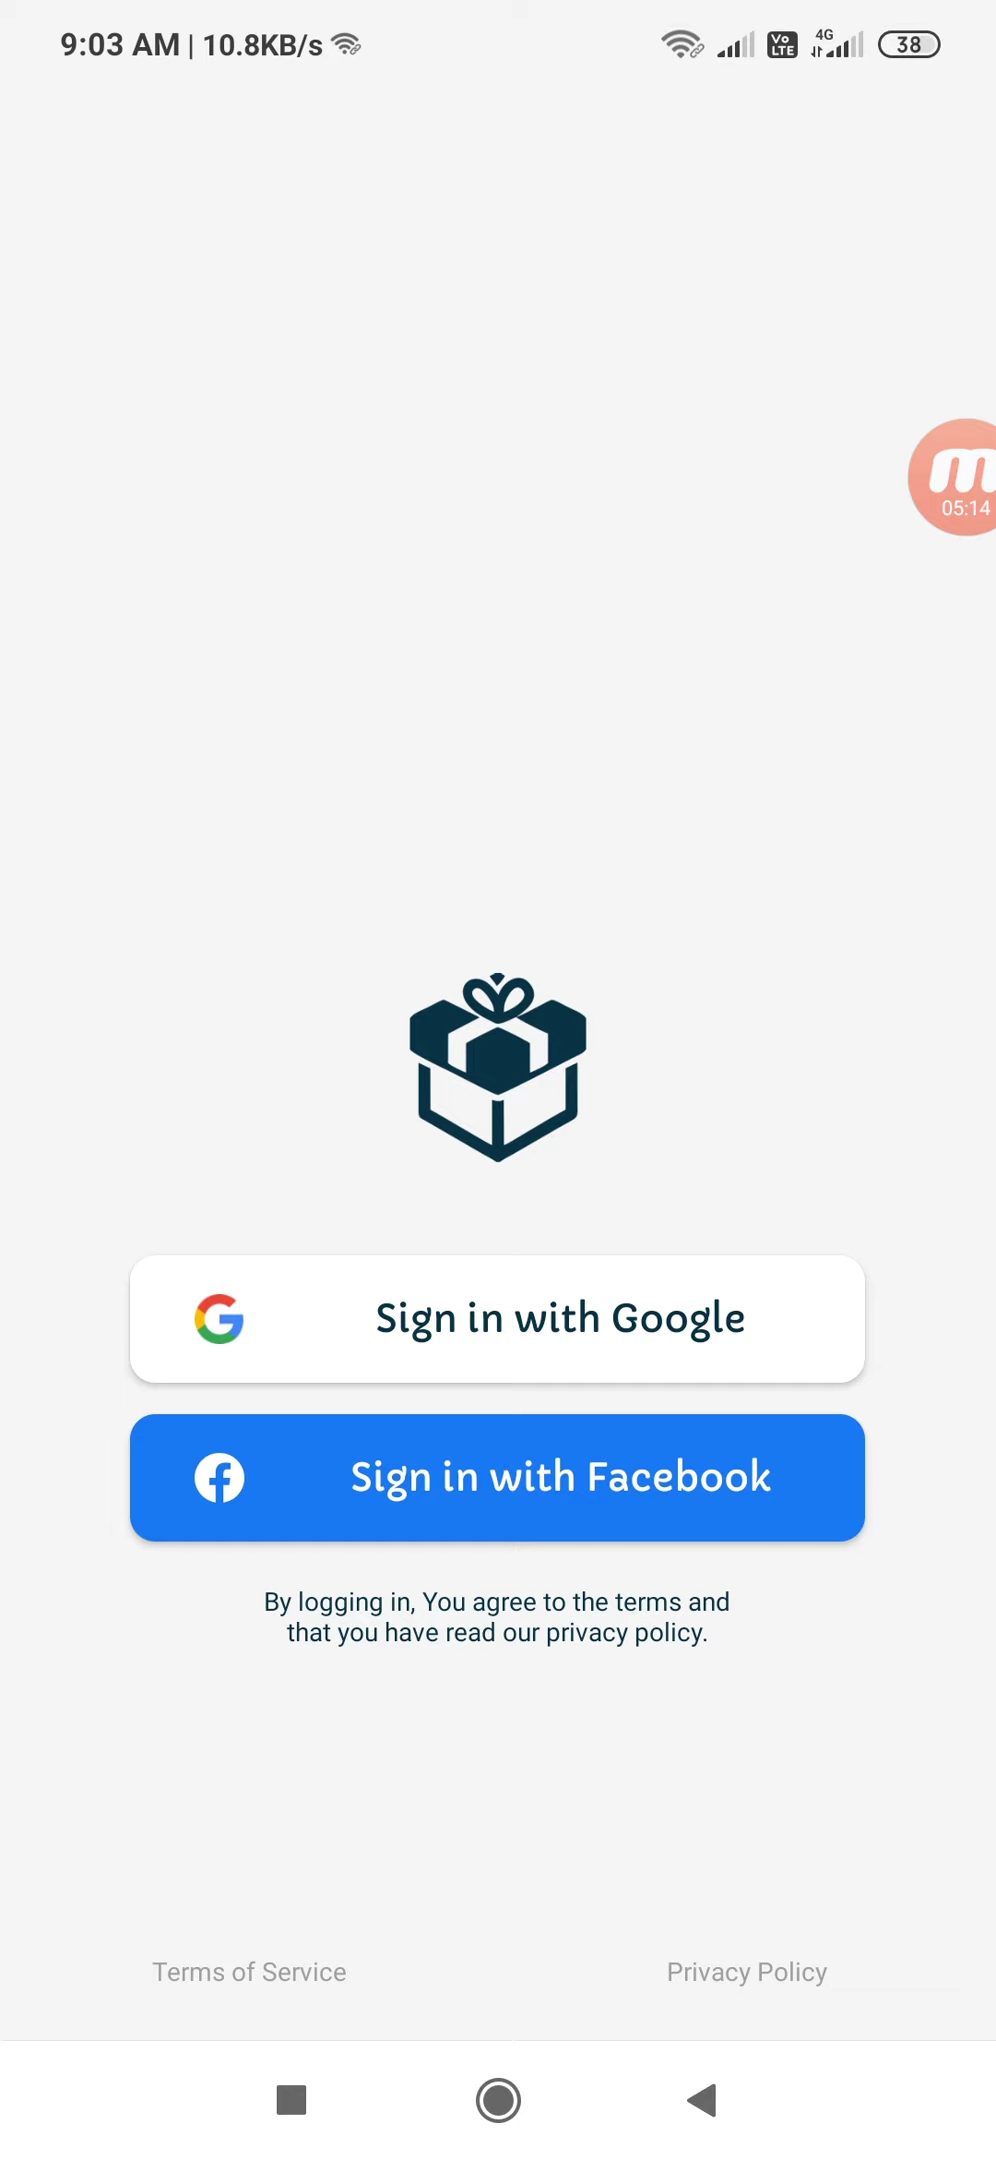 9:03 AM | 10.8KB/s
Vo LTE 4G 38
m
05:14
Sign in with Google
Sign in with Facebook
By logging in, You agree to the terms and
that you have read our privacy policy.
Terms of Service Privacy Policy